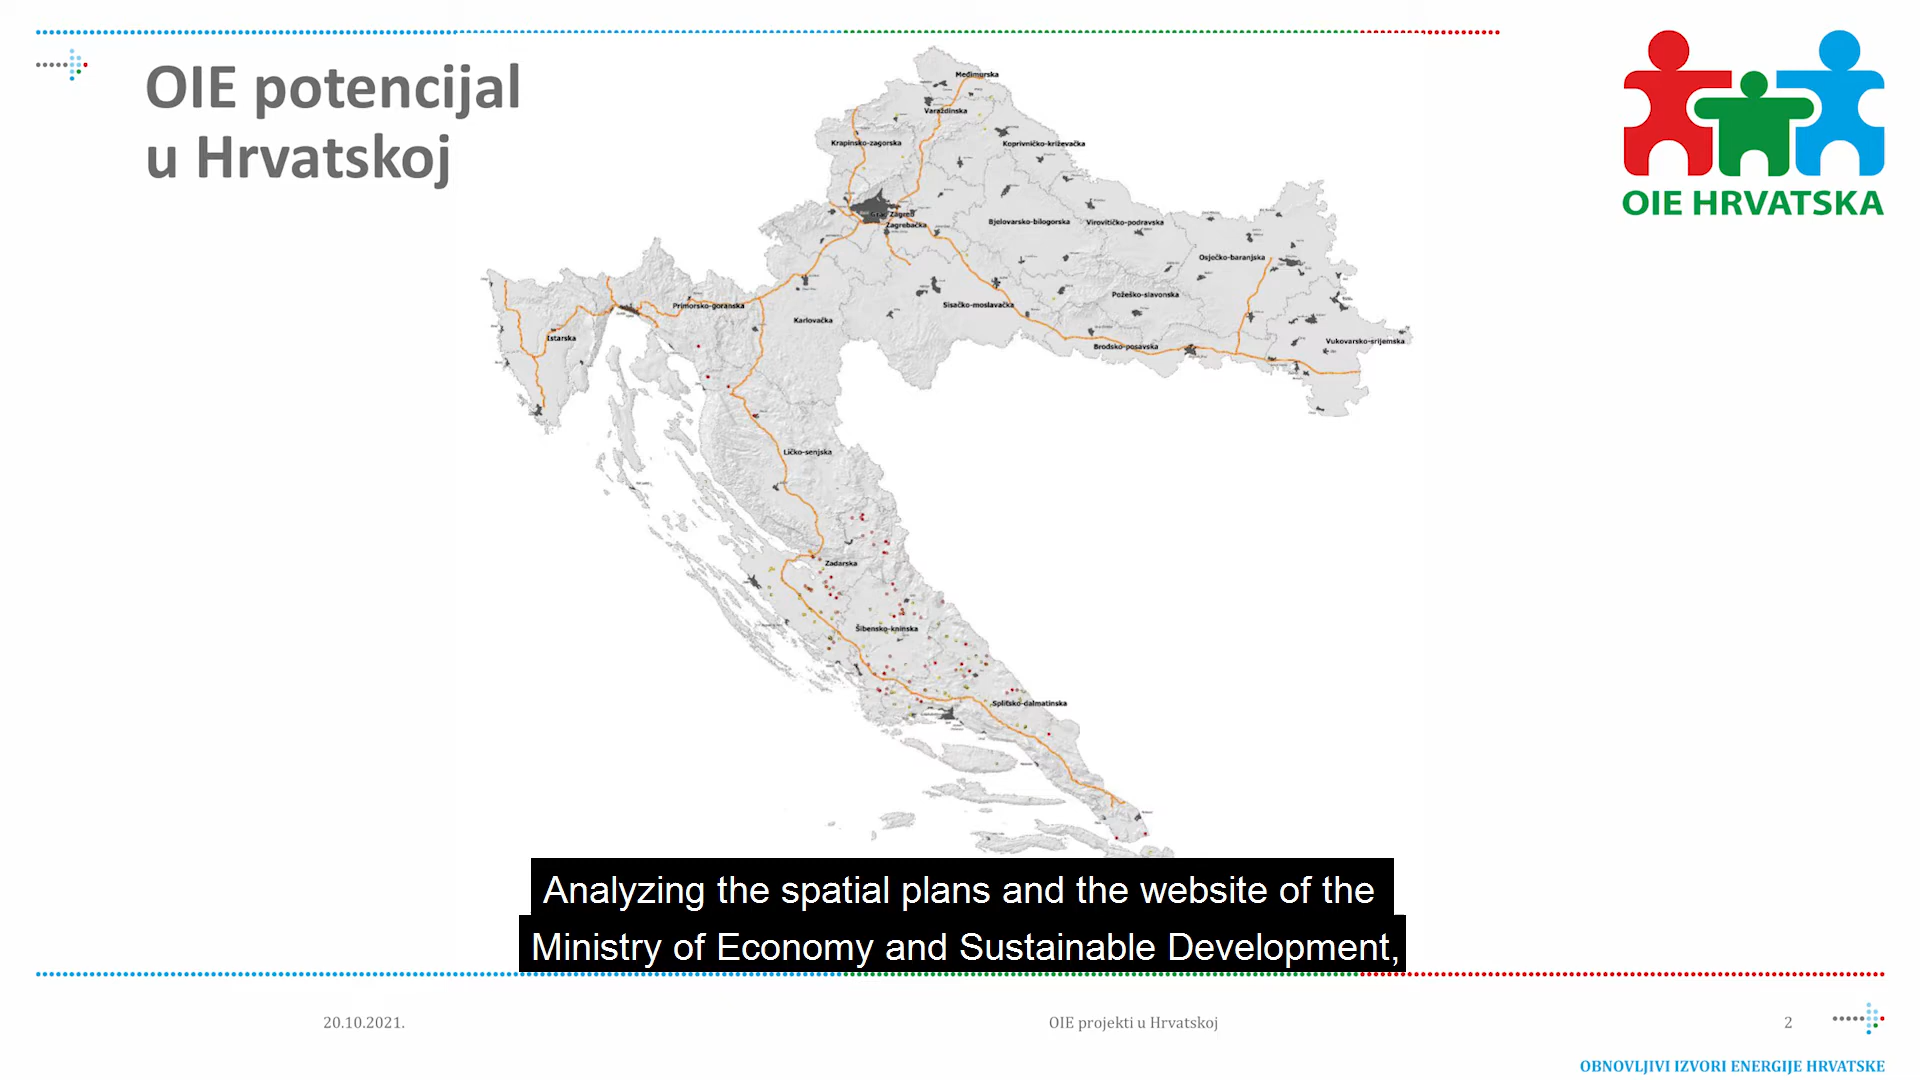 OIE potencijal
u Hrvatskoj
OIE HRVATSKA
Međimurska
Varaždinska
Krapinsko-zagorska
Koprivničko-križevačka
Grad Zagreb
Zagrebačka
Bjelovarsko-bilogorska
Virovitičko-podravska
Osječko-baranjska
Požeško-slavonska
Sisačko-moslavačka
Primorsko-goranska
Karlovačka
Istarska
Brodsko-posavska
Vukovarsko-srijemska
Ličko-senjska
Zadarska
Šibensko-kninska
Splitsko-dalmatinska
Analyzing the spatial plans and the website of the
Ministry of Economy and Sustainable Development,
20.10.2021.
OIE projekti u Hrvatskoj
2
OBNOVLJIVI IZVORI ENERGIJE HRVATSKE